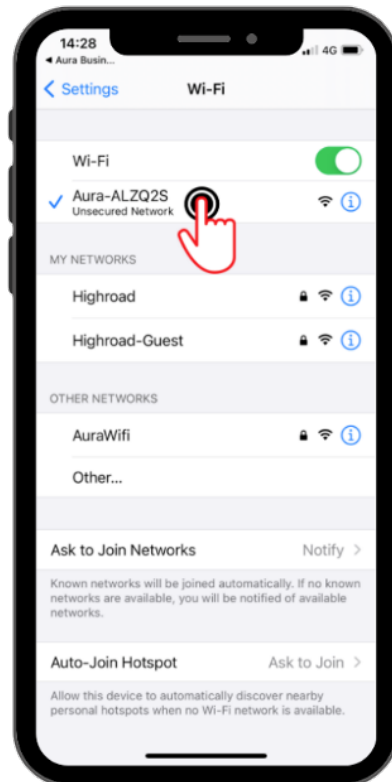 14:28
4G
◀ Aura Busin...
Settings
Wi-Fi
Wi-Fi
Aura-ALZQ2S
Unsecured Network
MY NETWORKS
Highroad
Highroad-Guest
OTHER NETWORKS
AuraWifi
Other...
Ask to Join Networks
Notify >
Known networks will be joined automatically. If no known
networks are available, you will be notified of available
networks.
Auto-Join Hotspot
Ask to Join >
Allow this device to automatically discover nearby
personal hotspots when no Wi-Fi network is available.